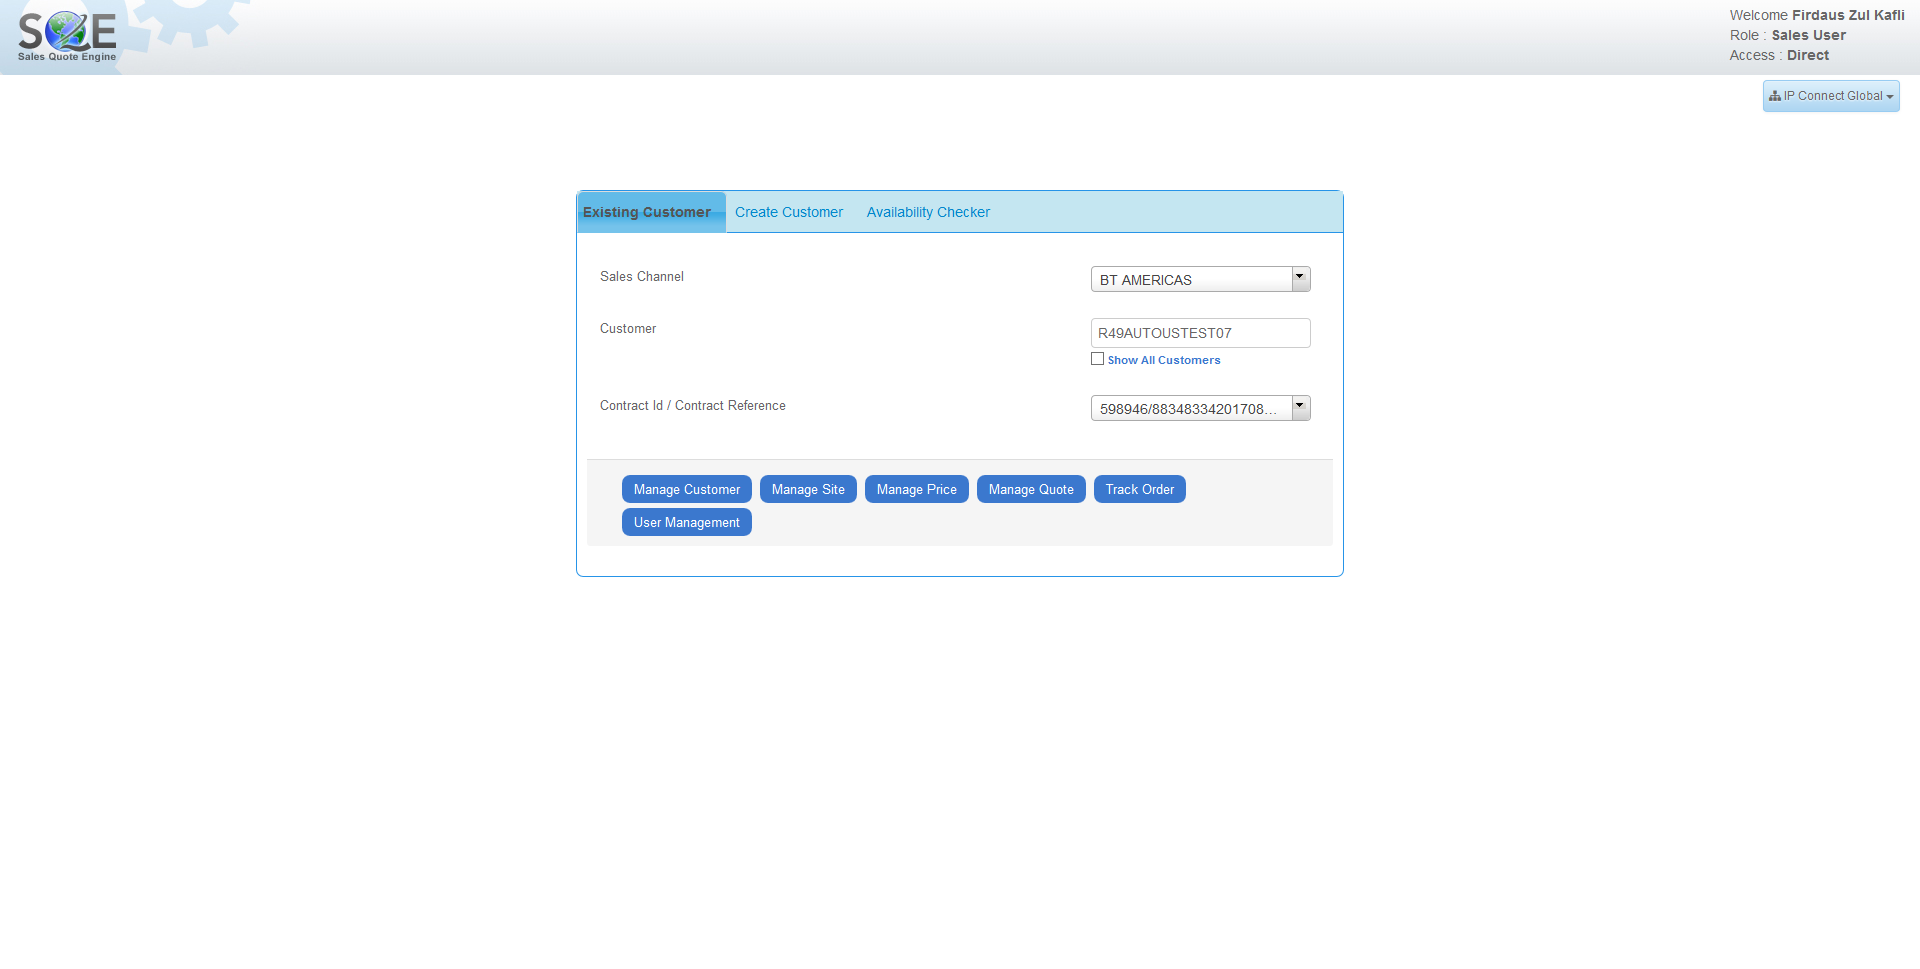 SQE
Sales Quote Engine
Welcome Firdaus Zul Kafli
Role : Sales User
Access : Direct
IP Connect Global
Existing Customer Create Customer Availability Checker
Sales Channel BT AMERICAS
Customer R49AUTOUSTEST07
Show All Customers
Contract Id / Contract Reference 598946/88348334201708...
Manage Customer Manage Site Manage Price Manage Quote Track Order
User Management